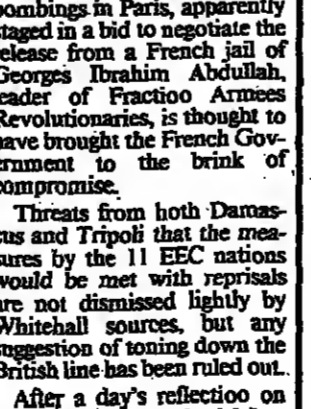 bombings in Paris, apparently
staged in a bid to negotiate the
release from a French jail of
Georges Ibrahim Abdullah,
leader of Fractioo Armees
Revolutionaries, is thought to
have brought the French Gov-
ernment to the brink of
compromise.
Threats from hoth Damas-
cus and Tripoli that the mea-
sures by the 11 EEC nations
would be met with reprisals
are not dismissed lightly by
Whitehall sources, but any
suggestion of toning down the
British line has been ruled out.
After a day's reflectioo on